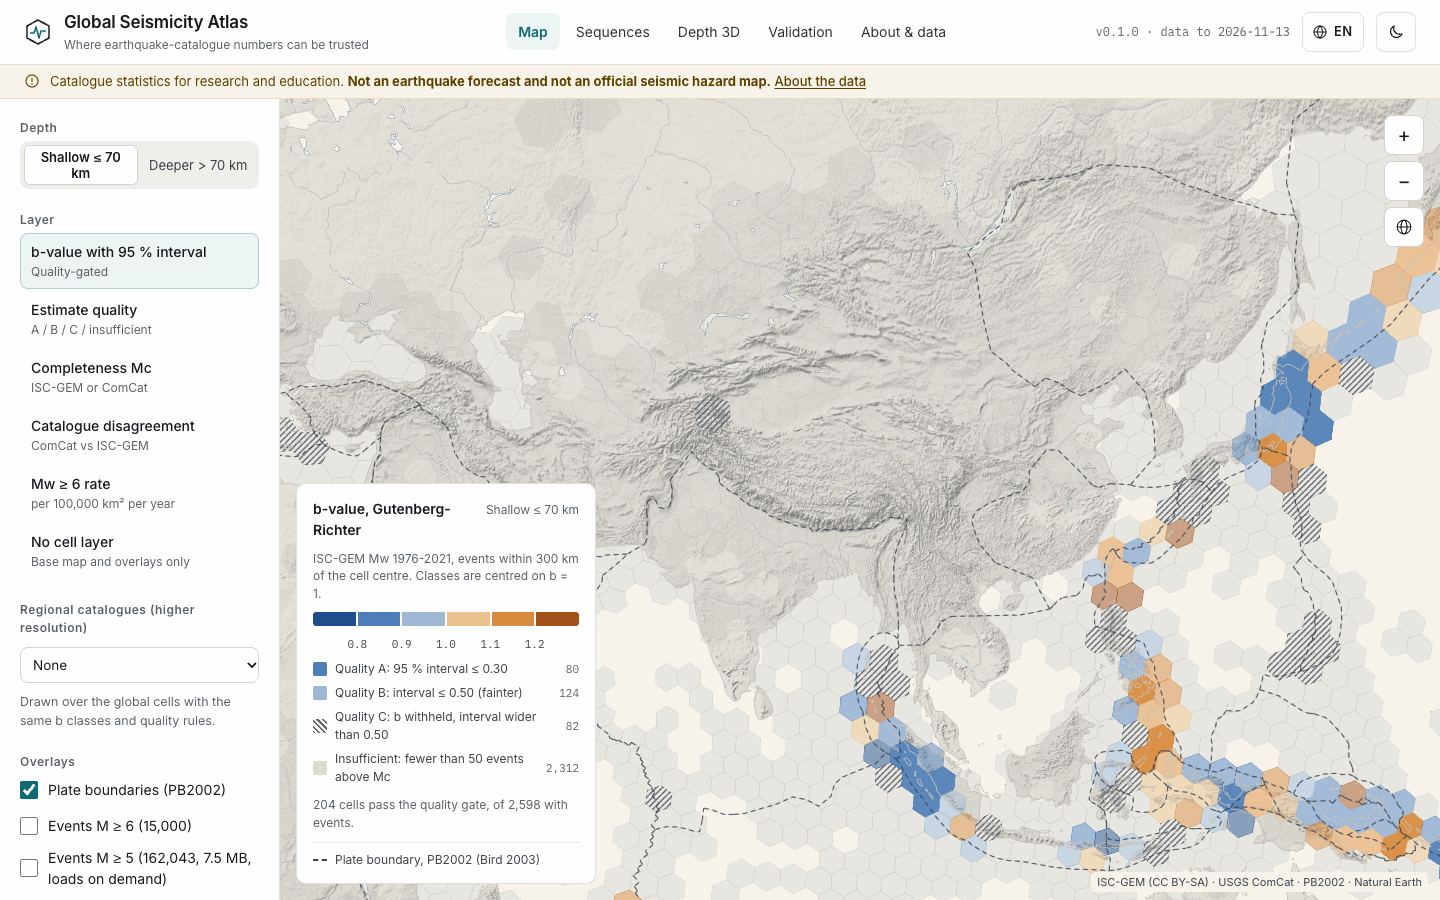 Global Seismicity Atlas
Where earthquake-catalogue numbers can be trusted
Map
Sequences
Depth 3D
Validation
About & data
v0.1.0 · data to 2026-11-13
EN
Catalogue statistics for research and education. Not an earthquake forecast and not an official seismic hazard map. About the data
Depth
Shallow ≤ 70
km
Deeper > 70 km
Layer
b-value with 95 % interval
Quality-gated
Estimate quality
A / B / C / insufficient
Completeness Mc
ISC-GEM or ComCat
Catalogue disagreement
ComCat vs ISC-GEM
Mw ≥ 6 rate
per 100,000 km² per year
No cell layer
Base map and overlays only
Regional catalogues (higher
resolution)
None
Drawn over the global cells with the
same b classes and quality rules.
Overlays
Plate boundaries (PB2002)
Events M ≥ 6 (15,000)
Events M ≥ 5 (162,043, 7.5 MB,
loads on demand)
b-value, Gutenberg-
Richter
Shallow ≤ 70 km
ISC-GEM Mw 1976-2021, events within 300 km
of the cell centre. Classes are centred on b =
1.
0.8 0.9 1.0 1.1 1.2
Quality A: 95 % interval ≤ 0.30 80
Quality B: interval ≤ 0.50 (fainter) 124
Quality C: b withheld, interval wider
than 0.50
82
Insufficient: fewer than 50 events
above Mc
2,312
204 cells pass the quality gate, of 2,598 with
events.
Plate boundary, PB2002 (Bird 2003)
+
−
ISC-GEM (CC BY-SA) · USGS ComCat · PB2002 · Natural Earth